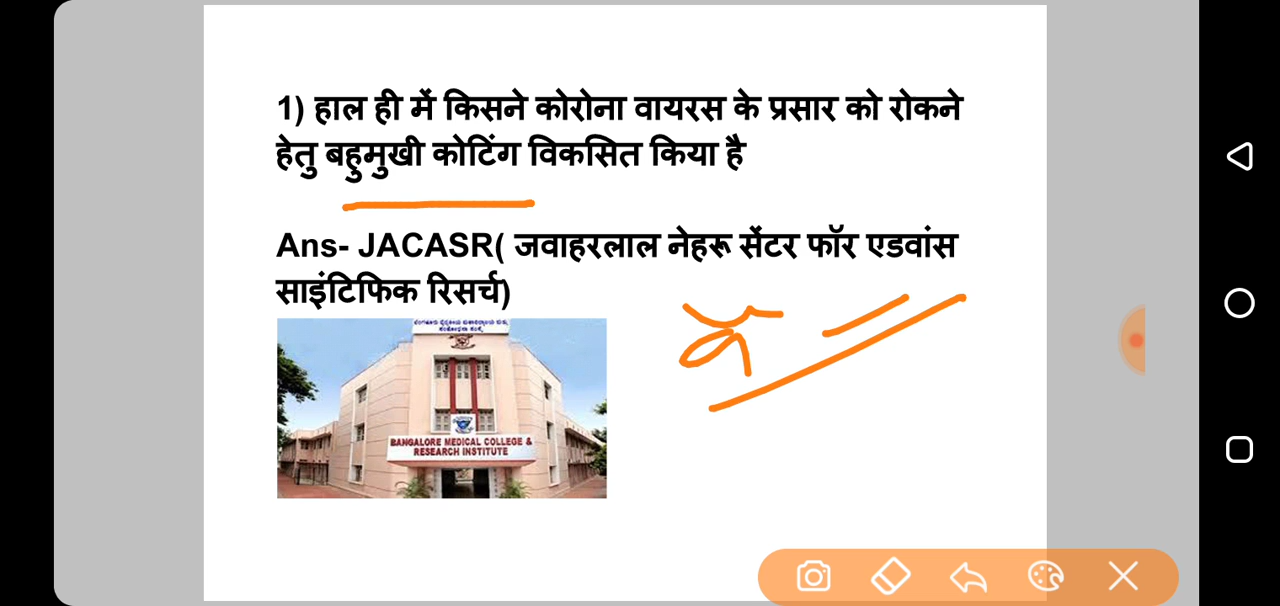 1) हाल ही में किसने कोरोना वायरस के प्रसार को रोकने
हेतु बहुमुखी कोटिंग विकसित किया है
Ans- JACASR( जवाहरलाल नेहरू सेंटर फॉर एडवांस
साइंटिफिक रिसर्च)
BANGALORE MEDICAL COLLEGE &
RESEARCH INSTITUTE